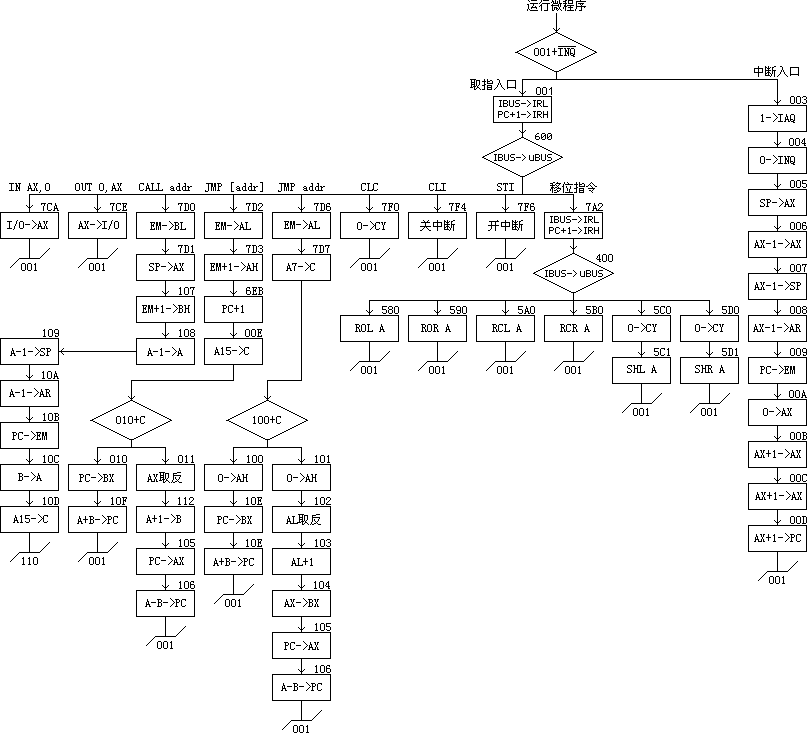 运行微程序
001+INQ
取指入口
中断入口
001
IBUS->IRL
PC+1->IRH
003
1->IAQ
600
IBUS->uBUS
004
0->INQ
IN AX,O
OUT O,AX
CALL addr
JMP [addr]
JMP addr
CLC
CLI
STI
移位指令
005
SP->AX
7CA
I/O->AX
001
7CE
AX->I/O
001
7D0
EM->BL
7D2
EM->AL
7D6
EM->AL
7F0
0->CY
001
7F4
关中断
001
7F6
开中断
001
7A2
IBUS->IRL
PC+1->IRH
006
AX-1->AX
7D1
SP->AX
7D3
EM+1->AH
7D7
A7->C
400
IBUS->uBUS
007
AX-1->SP
107
EM+1->BH
6EB
PC+1
580
ROL A
001
590
ROR A
001
5A0
RCL A
001
5B0
RCR A
001
5C0
0->CY
5D0
0->CY
008
AX-1->AR
109
A-1->SP
108
A-1->A
00E
A15->C
5C1
SHL A
001
5D1
SHR A
001
009
PC->EM
10A
A-1->AR
00A
0->AX
10B
PC->EM
010+C
100+C
00B
AX+1->AX
10C
B->A
010
PC->BX
011
AX取反
100
0->AH
101
0->AH
00C
AX+1->AX
10D
A15->C
110
10F
A+B->PC
001
112
A+1->B
10E
PC->BX
102
AL取反
00D
AX+1->PC
001
105
PC->AX
10E
A+B->PC
001
103
AL+1
106
A-B->PC
001
104
AX->BX
105
PC->AX
106
A-B->PC
001